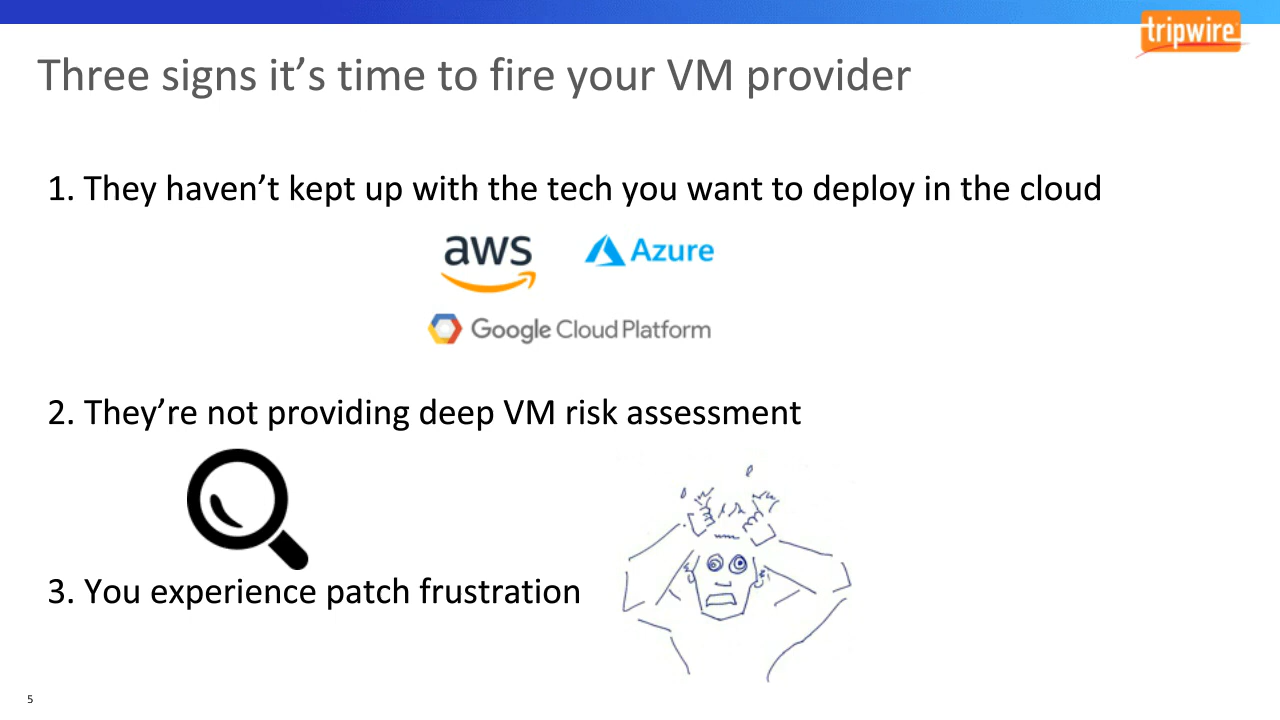 tripwire
Three signs it’s time to fire your VM provider
1. They haven’t kept up with the tech you want to deploy in the cloud
aws
Azure
Google Cloud Platform
2. They’re not providing deep VM risk assessment
3. You experience patch frustration
5